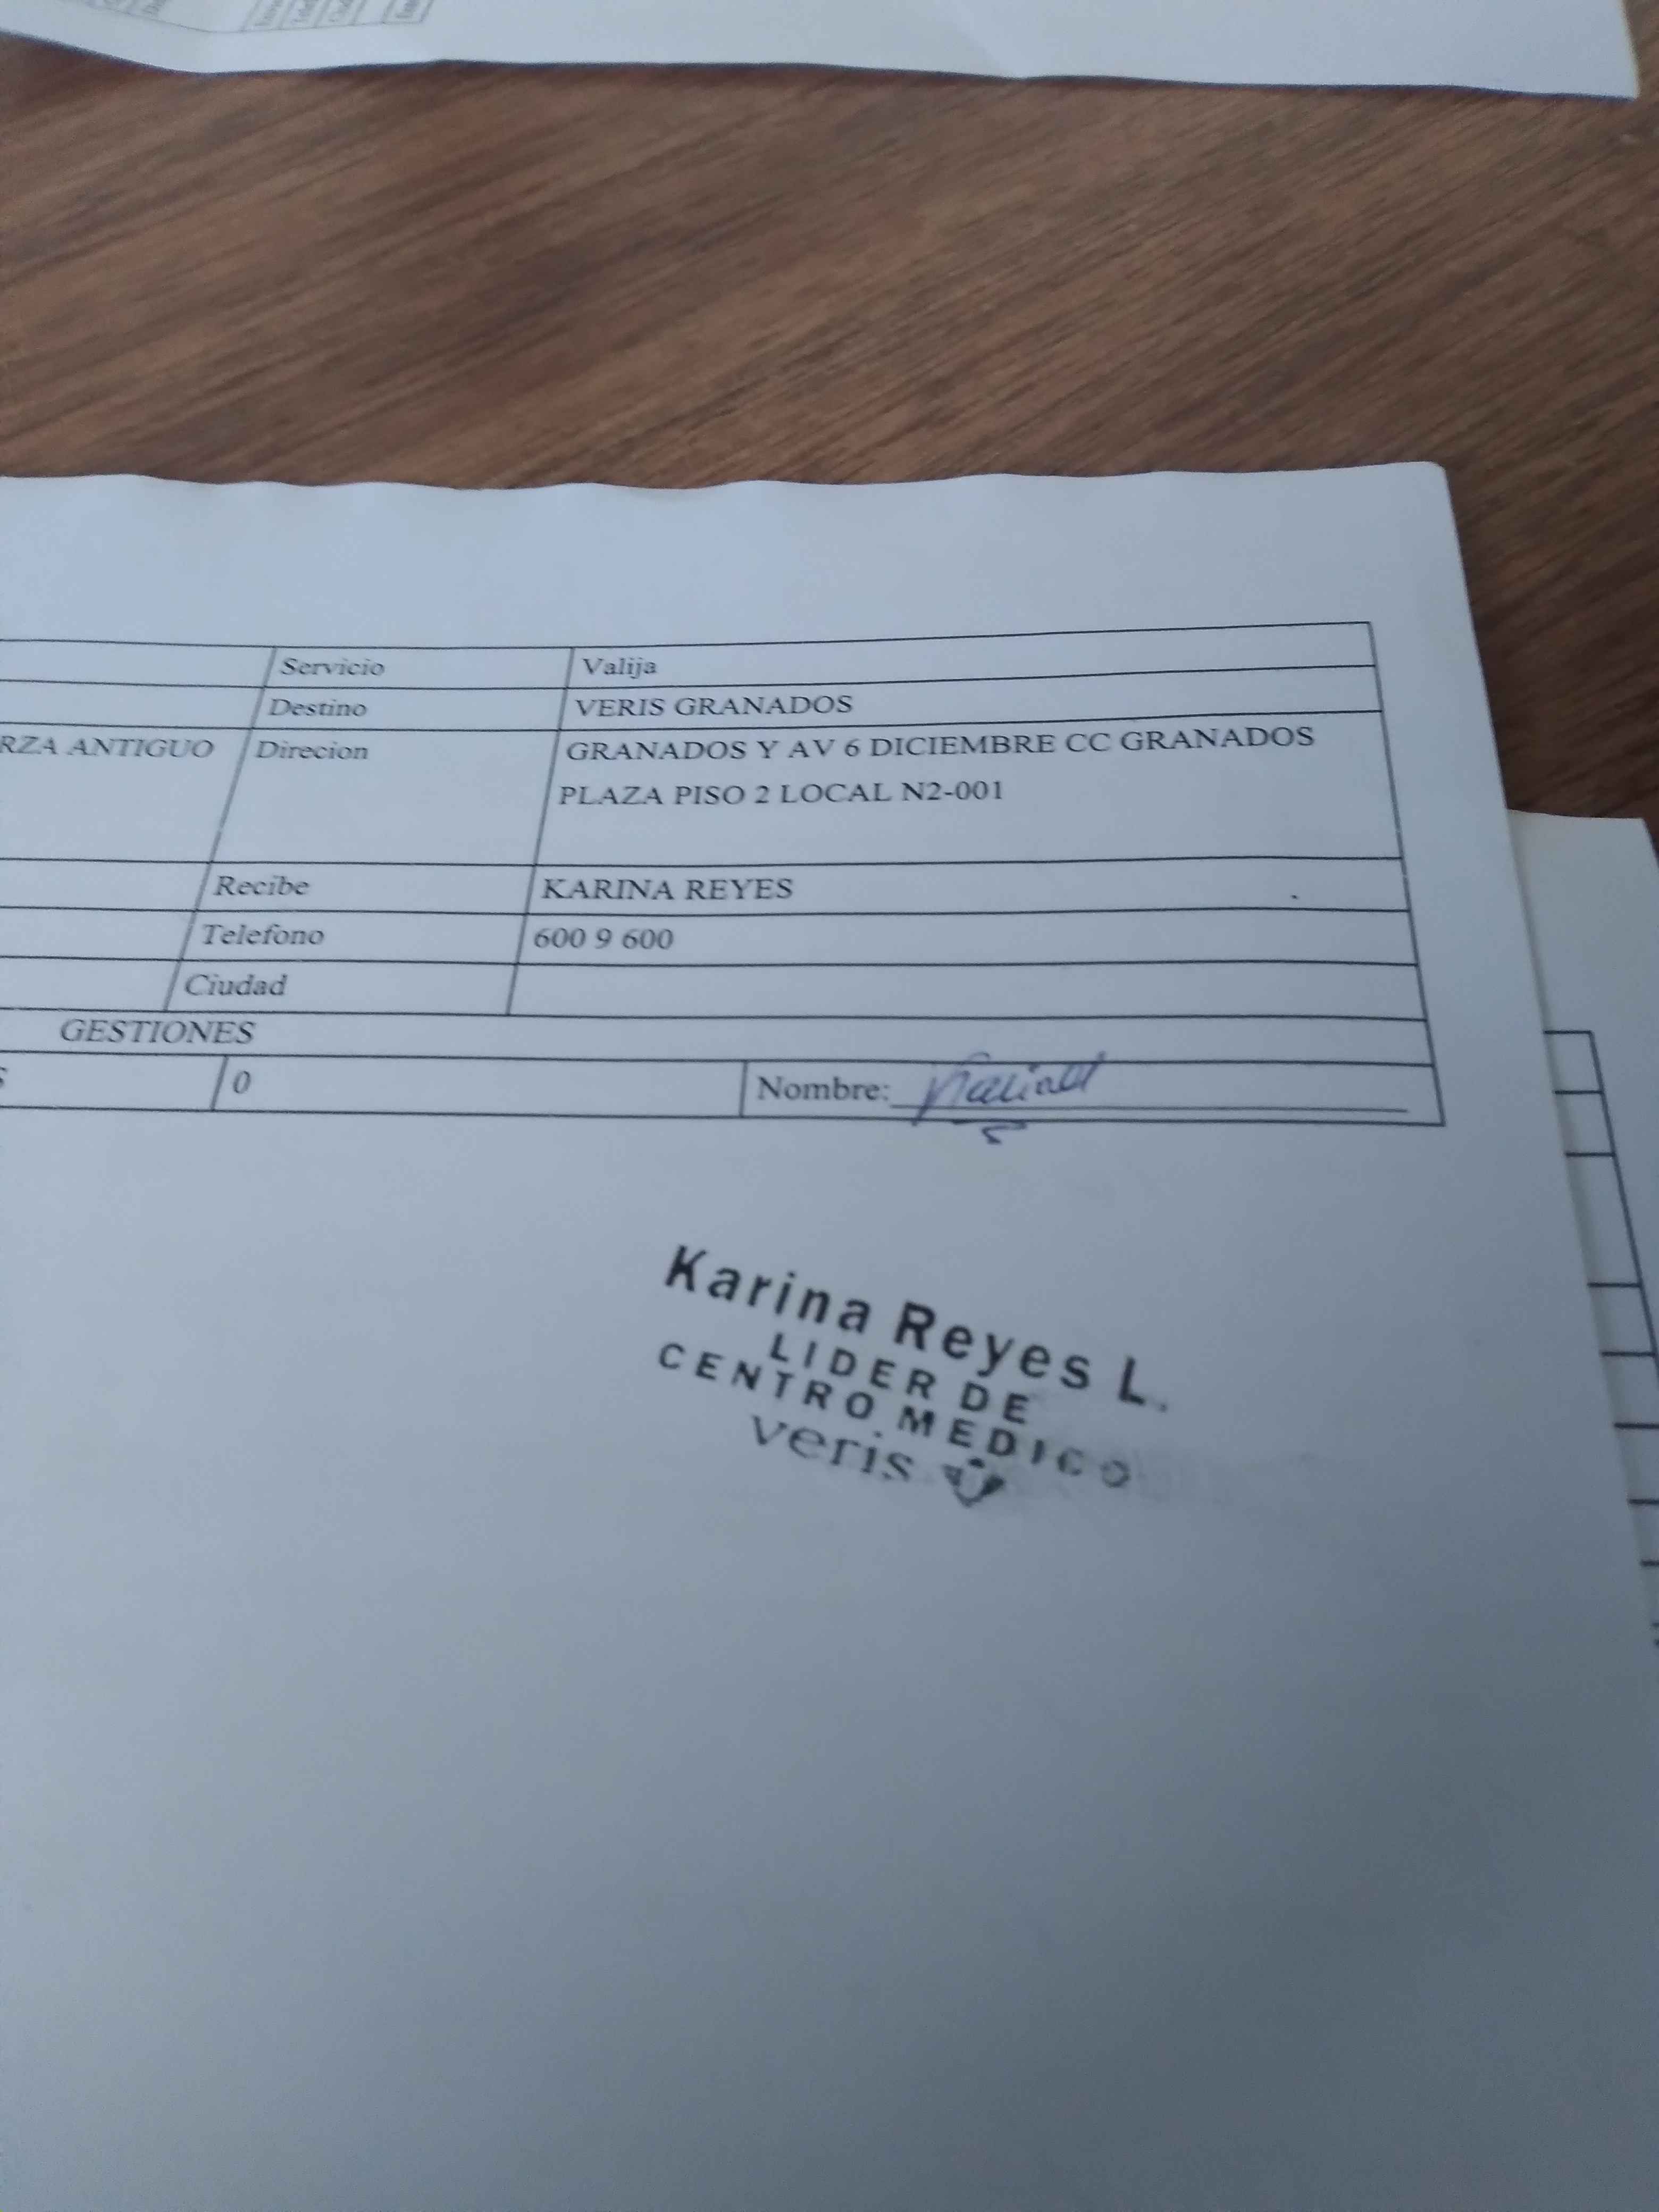 Servicio Valija
Destino VERIS GRANADOS
RZA ANTIGUO Direcion GRANADOS Y AV 6 DICIEMBRE CC GRANADOS
PLAZA PISO 2 LOCAL N2-001
Recibe KARINA REYES
Telefono 600 9 600
Ciudad
GESTIONES
S 0 Nombre:
Karina Reyes L.
LIDER DE
CENTRO MEDICO
veris